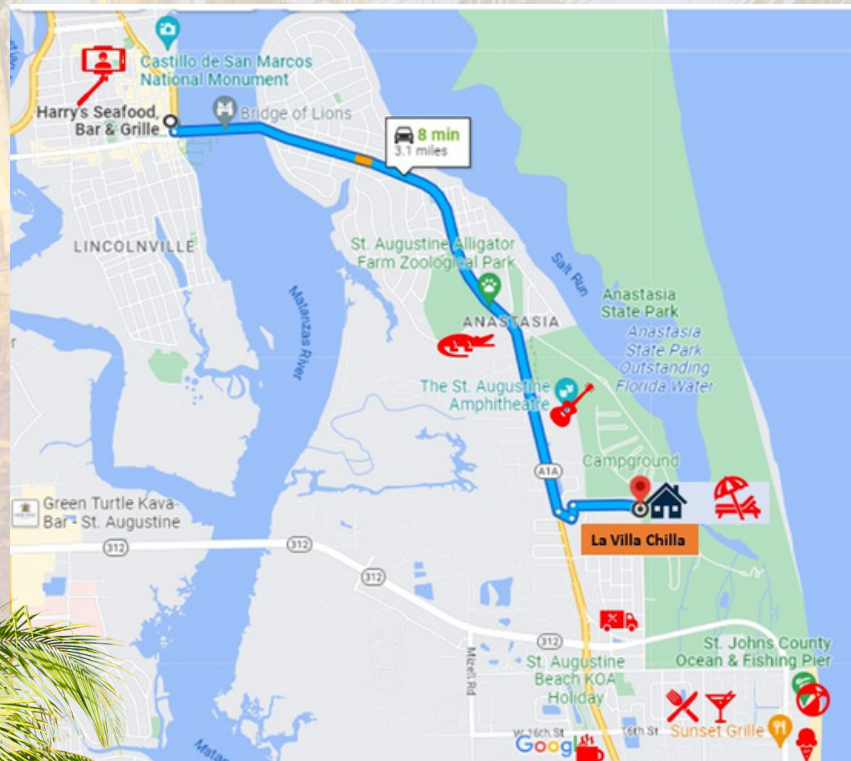 Castillo de San Marcos
National Monument
Harry's Seafood,
Bar & Grille
Bridge of Lions
8 min
3.1 miles
LINCOLNVILLE
St. Augustine Alligator
Farm Zoological Park
Salt Run
Matanzas River
ANASTASIA
Anastasia
State Park
Anastasia
State Park
Outstanding
Florida Water
The St. Augustine
Amphitheatre
Campground
A1A
Green Turtle Kava
Bar - St. Augustine
La Villa Chilla
312
312
312
312
St. Johns County
Ocean & Fishing Pier
St. Augustine
Beach KOA
Holiday
Mizell Rd
W 16th St
16th St
Sunset Grille
Googl